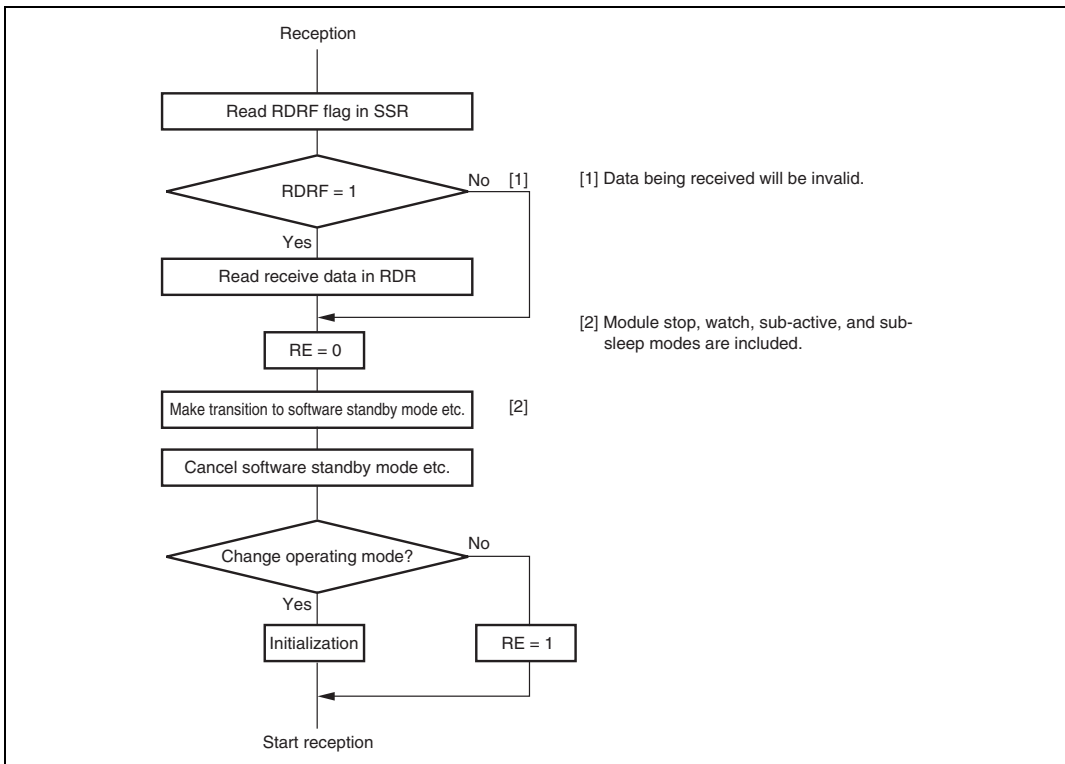 Reception
Read RDRF flag in SSR
RDRF = 1
No [1]
[1] Data being received will be invalid.
Yes
Read receive data in RDR
[2] Module stop, watch, sub-active, and sub-
sleep modes are included.
RE = 0
Make transition to software standby mode etc.
[2]
Cancel software standby mode etc.
Change operating mode?
No
Yes
Initialization
RE = 1
Start reception